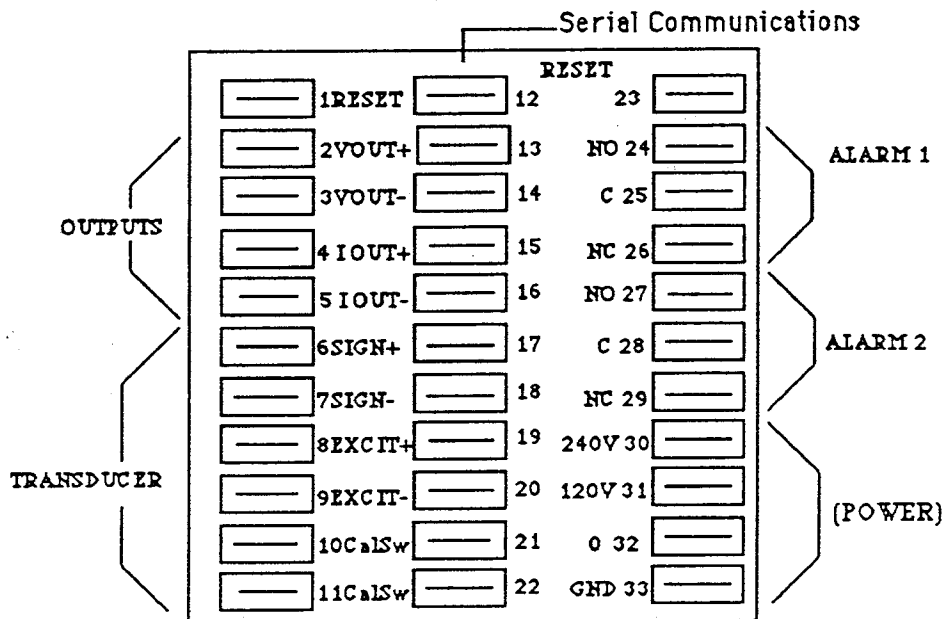 Serial Communications
RESET
1RESET 12 23
2VOUT+ 13 NO 24
ALARM 1
3VOUT- 14 C 25
OUTPUTS
4 IOUT+ 15 NC 26
5 IOUT- 16 NO 27
6SIGN+ 17 C 28
ALARM 2
7SIGN- 18 NC 29
8EXCIT+ 19 240V 30
TRANSDUCER
9EXCIT- 20 120V 31
(POWER)
10CalSw 21 0 32
11CalSw 22 GND 33